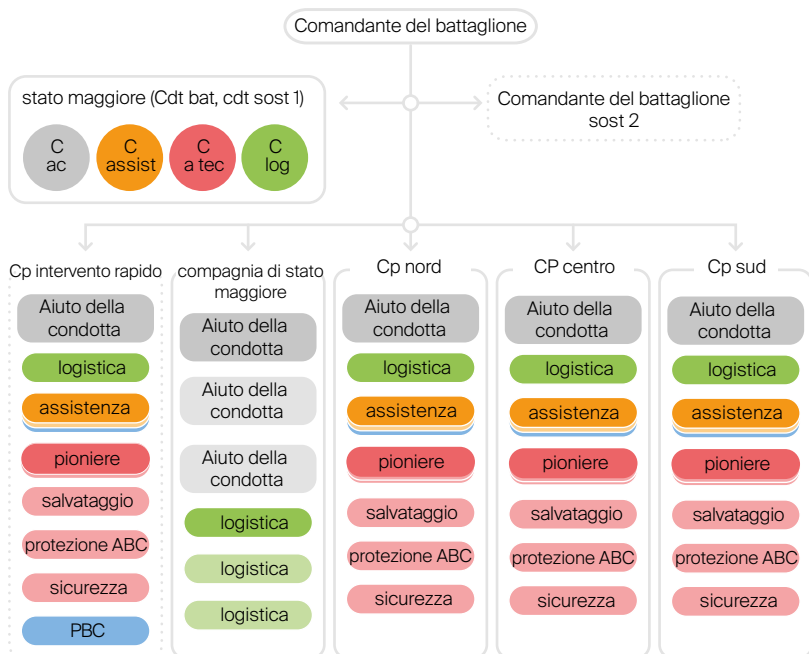 Comandante del battaglione
stato maggiore (Cdt bat, cdt sost 1)
C
ac
C
assist
C
a tec
C
log
Comandante del battaglione
sost 2
Cp intervento rapido
Aiuto della
condotta
logistica
assistenza
pioniere
salvataggio
protezione ABC
sicurezza
PBC
compagnia di stato
maggiore
Aiuto della
condotta
Aiuto della
condotta
Aiuto della
condotta
logistica
logistica
logistica
Cp nord
Aiuto della
condotta
logistica
assistenza
pioniere
salvataggio
protezione ABC
sicurezza
CP centro
Aiuto della
condotta
logistica
assistenza
pioniere
salvataggio
protezione ABC
sicurezza
Cp sud
Aiuto della
condotta
logistica
assistenza
pioniere
salvataggio
protezione ABC
sicurezza